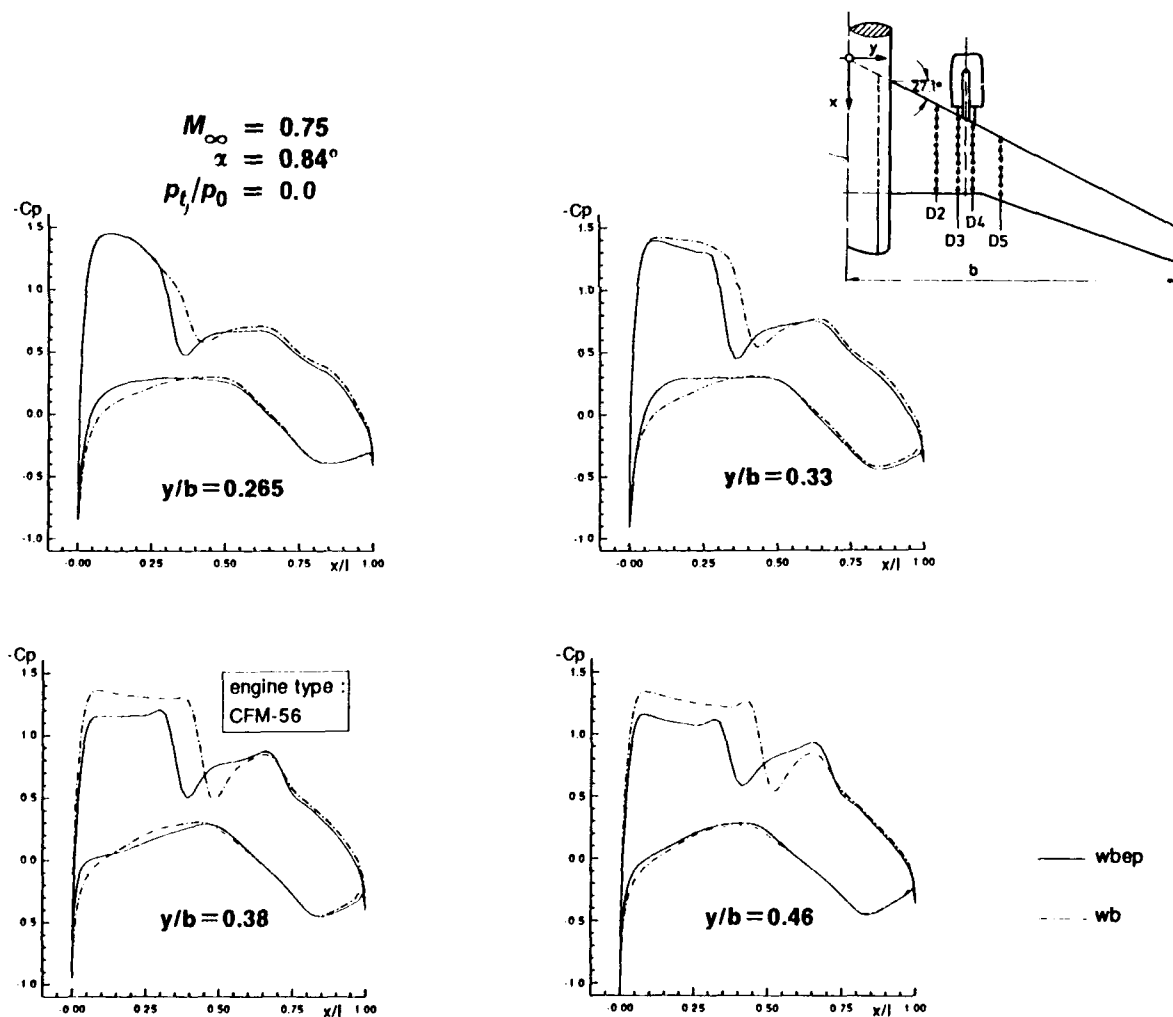 M∞ = 0.75
α = 0.84°
p_t_j/p_0 = 0.0
y
x
27.1°
D2
D3
D4
D5
b
-Cp
1.5
1.0
0.5
0.0
-0.5
-1.0
-0.00
0.25
0.50
0.75
1.00
x/l
y/b=0.265
-Cp
1.5
1.0
0.5
0.0
-0.5
-1.0
-0.00
0.25
0.50
0.75
1.00
x/l
y/b=0.33
-Cp
1.5
1.0
0.5
0.0
-0.5
-1.0
-0.00
0.25
0.50
0.75
1.00
x/l
engine type :
CFM-56
y/b=0.38
-Cp
1.5
1.0
0.5
0.0
-0.5
-1.0
-0.00
0.25
0.50
0.75
1.00
x/l
y/b=0.46
wbep
wb